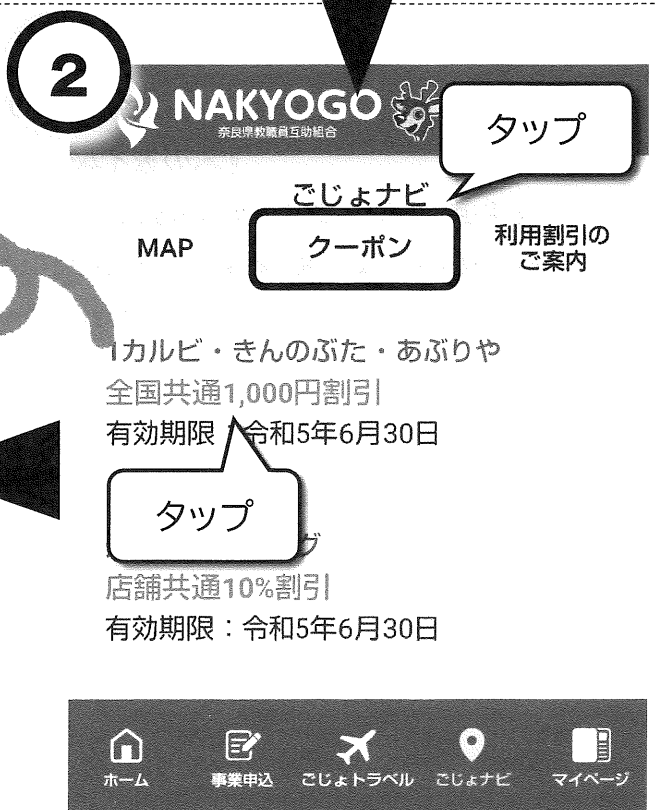 2
NAKYOGO
奈良県教職員互助組合
タップ
ごじょナビ
MAP
クーポン
利用割引の
ご案内
1カルビ・きんのぶた・あぶりや
全国共通1,000円割引
有効期限：令和5年6月30日
タップ
グ
店舗共通10%割引
有効期限：令和5年6月30日
ホーム
事業申込
ごじょトラベル
ごじょナビ
マイページ